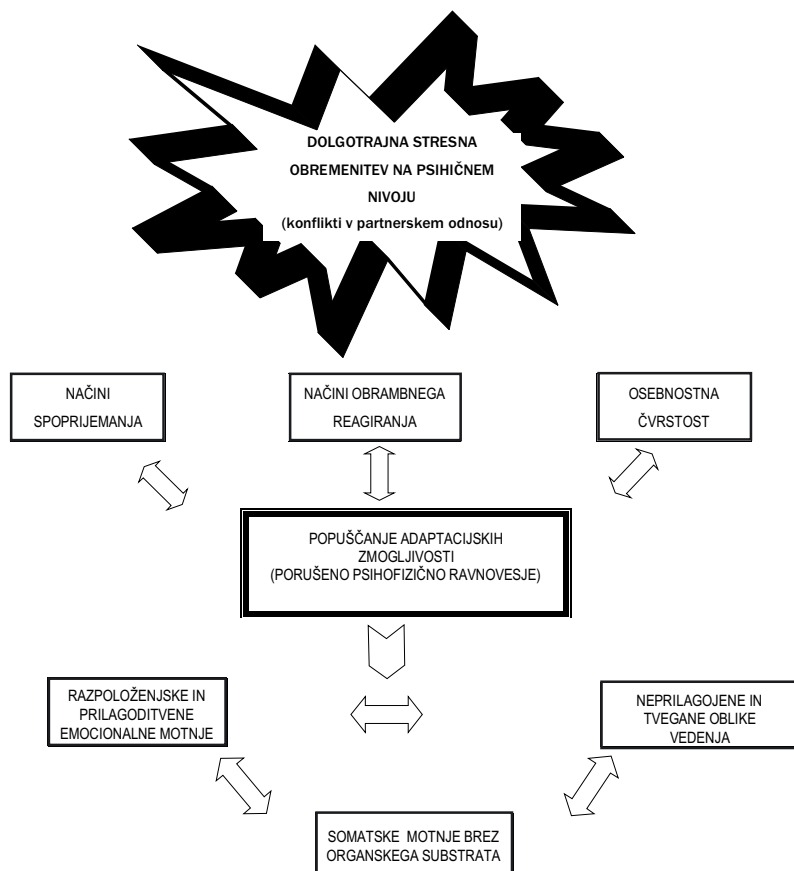 DOLGOTRAJNA STRESNA
OBREMENITEV NA PSIHIČNEM
NIVOJU
(konflikti v partnerskem odnosu)
NAČINI
SPOPRIJEMANJA
NAČINI OBRAMBNEGA
REAGIRANJA
OSEBNOSTNA
ČVRSTOST
POPUŠČANJE ADAPTACIJSKIH
ZMOGLJIVOSTI
(PORUŠENO PSIHOFIZIČNO RAVNOVESJE)
RAZPOLOŽENJSKE IN
PRILAGODITVENE
EMOCIONALNE MOTNJE
NEPRILAGOJENE IN
TVEGANE OBLIKE
VEDENJA
SOMATSKE MOTNJE BREZ
ORGANSKEGA SUBSTRATA